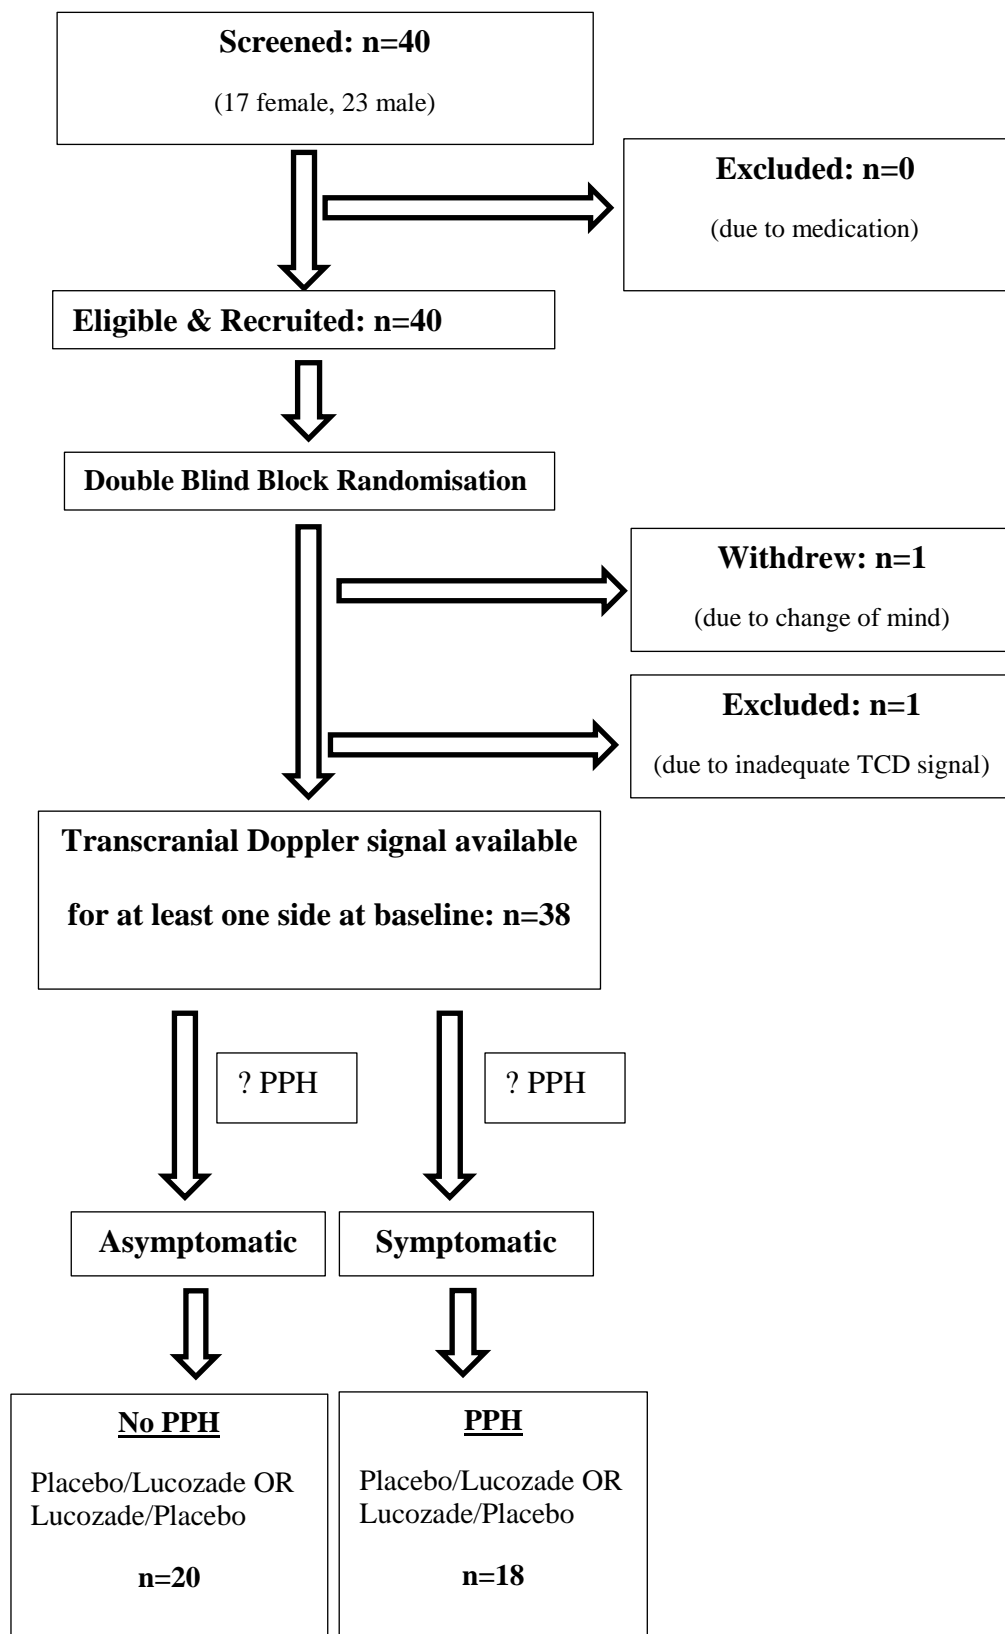 Screened: n=40
(17 female, 23 male)
Excluded: n=0
(due to medication)
Eligible & Recruited: n=40
Double Blind Block Randomisation
Withdrew: n=1
(due to change of mind)
Excluded: n=1
(due to inadequate TCD signal)
Transcranial Doppler signal available
for at least one side at baseline: n=38
? PPH
? PPH
Asymptomatic
Symptomatic
No PPH
Placebo/Lucozade OR
Lucozade/Placebo
n=20
PPH
Placebo/Lucozade OR
Lucozade/Placebo
n=18